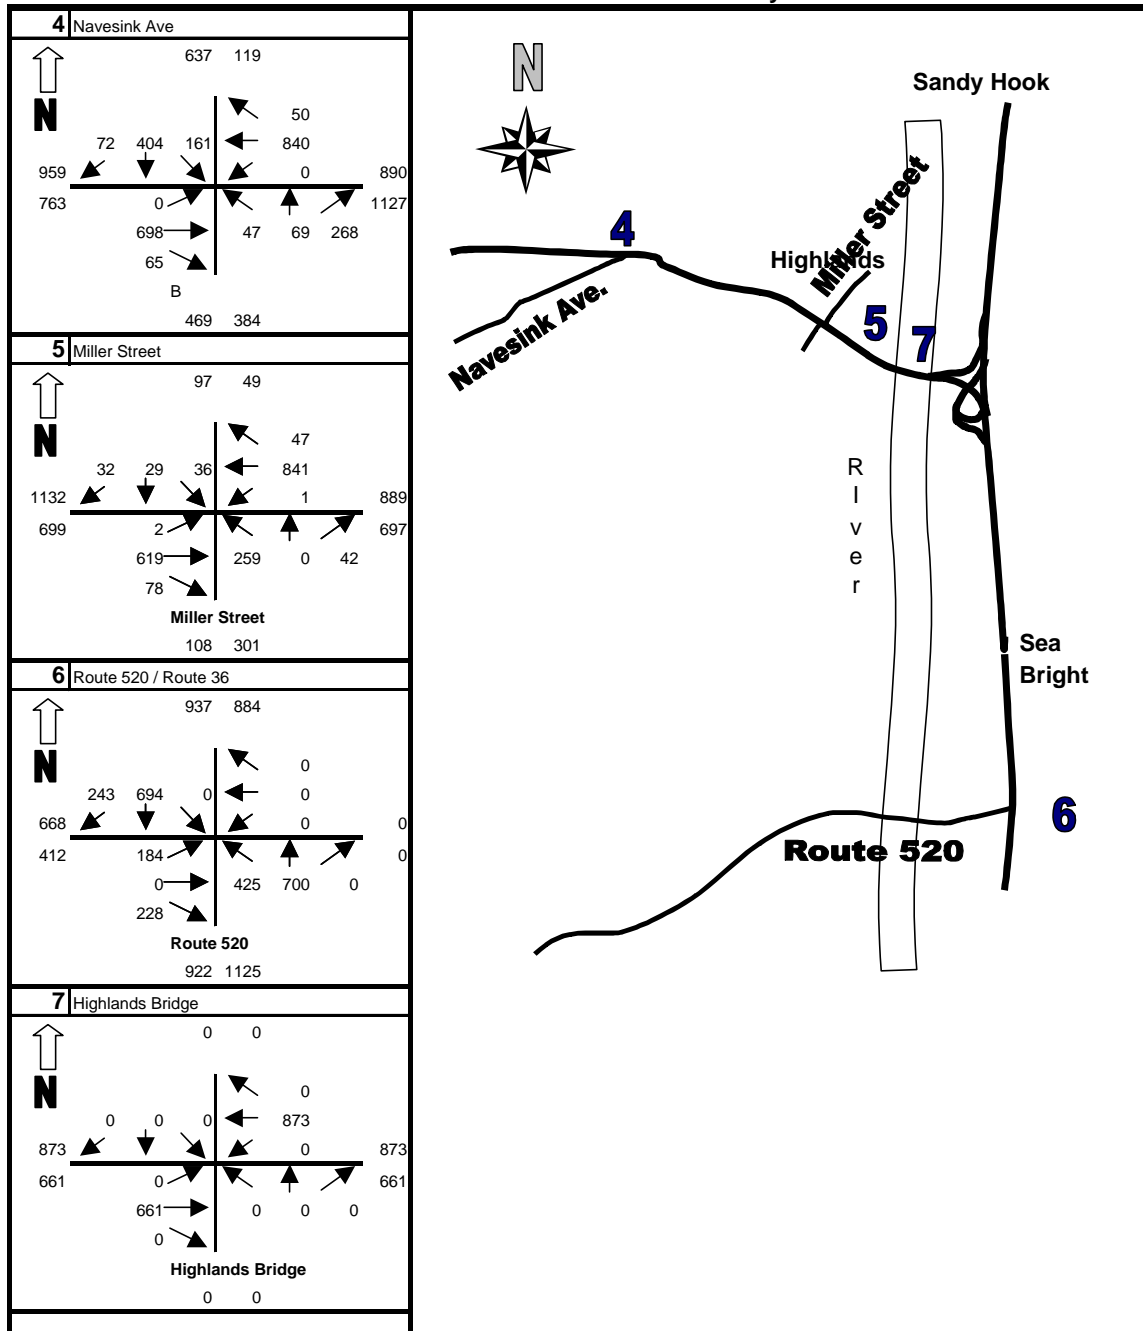 4 Navesink Ave
637 119
N
50
72 404 161 840
959 0 890
763 0 1127
698 47 69 268
65
B
469 384
5 Miller Street
97 49
N
47
32 29 36 841
1132 1 889
699 2 697
619 259 0 42
78
Miller Street
108 301
6 Route 520 / Route 36
937 884
N
0
243 694 0 0
668 0 0
412 184 0
0 425 700 0
228
Route 520
922 1125
7 Highlands Bridge
0 0
N
0
0 0 0 873
873 0 873
661 0 661
661 0 0 0
0
Highlands Bridge
0 0
N
Sandy Hook
Miller Street
4
Highlands
Navesink Ave.
5
7
R
I
v
e
r
Sea
Bright
6
Route 520